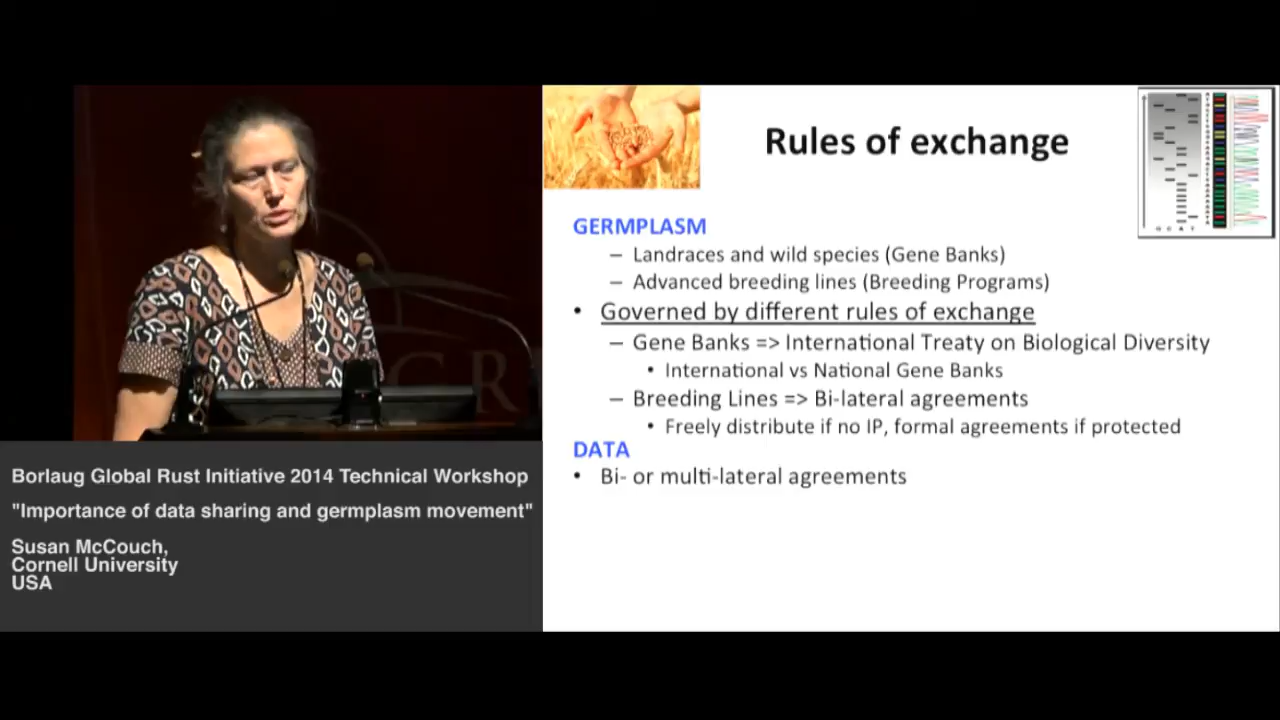 Rules of exchange
GERMPLASM
– Landraces and wild species (Gene Banks)
– Advanced breeding lines (Breeding Programs)
• Governed by different rules of exchange
– Gene Banks => International Treaty on Biological Diversity
• International vs National Gene Banks
– Breeding Lines => Bi-lateral agreements
• Freely distribute if no IP, formal agreements if protected
DATA
• Bi- or multi-lateral agreements
Borlaug Global Rust Initiative 2014 Technical Workshop
"Importance of data sharing and germplasm movement"
Susan McCouch,
Cornell University
USA